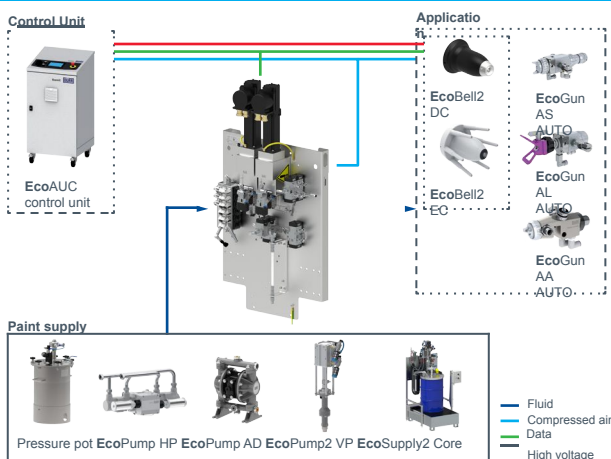 Control Unit
EcoAUC
control unit
Applicatio
EcoBell2
DC
EcoBell2
EC
EcoGun
AS
AUTO
EcoGun
AL
AUTO
EcoGun
AA
AUTO
Paint supply
Pressure pot EcoPump HP EcoPump AD EcoPump2 VP EcoSupply2 Core
Fluid
Compressed air
Data
High voltage